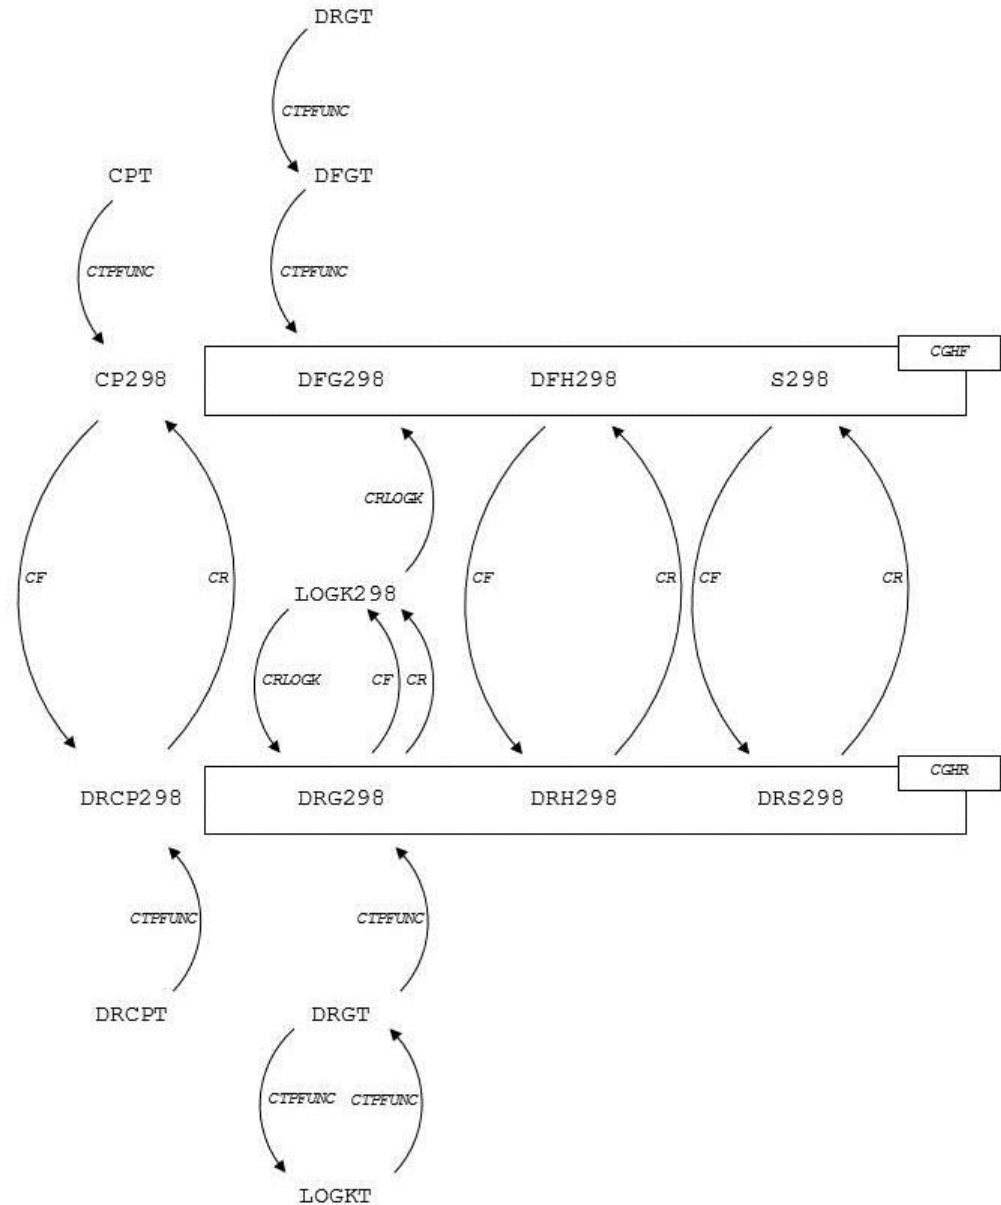 DRGT
CTPFUNC
CPT DFGT
CTPFUNC CTPFUNC
CGHF
CP298 DFG298 DFH298 S298
CRLOGK
CF CR CF CR CF CR
LOGK298
CRLOGK CF CR
CGHR
DRCP298 DRG298 DRH298 DRS298
CTPFUNC CTPFUNC
DRCPT DRGT
CTPFUNC CTPFUNC
LOGKT